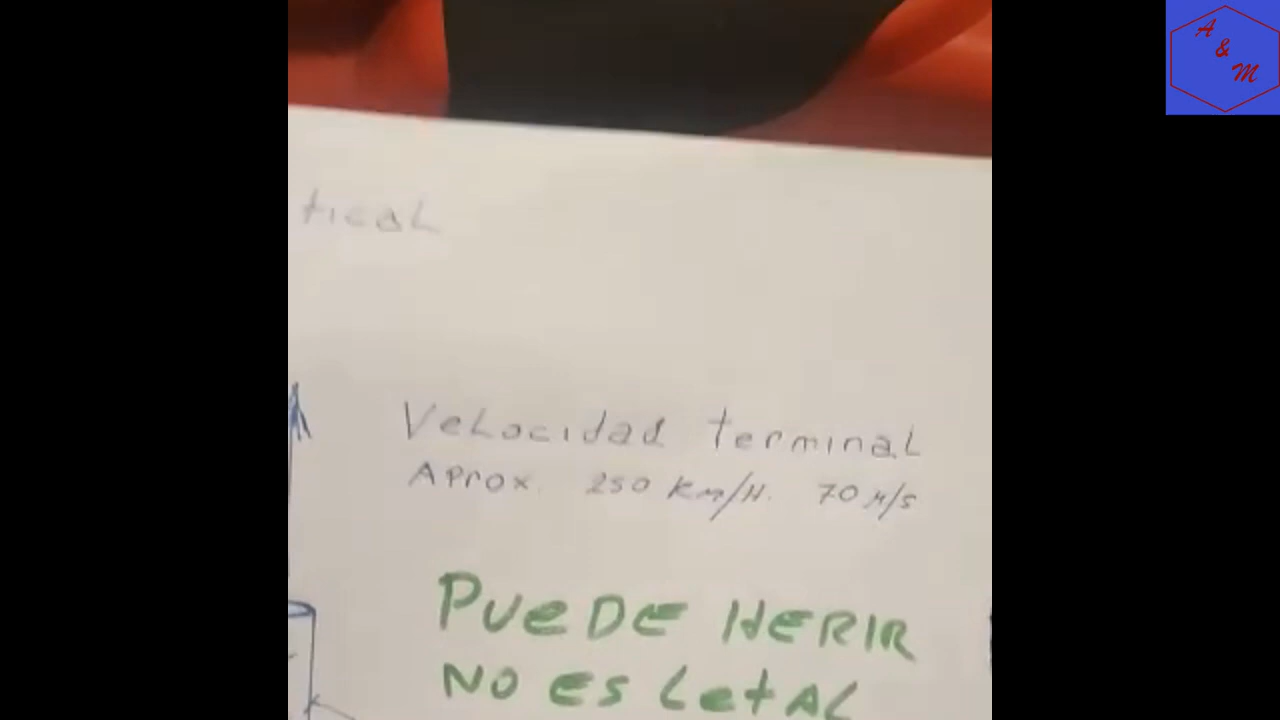 A
&
M
tical
Velocidad terminal
Aprox. 250 Km/H. 70 M/s
PUEDE HERIR
NO ES LetAL